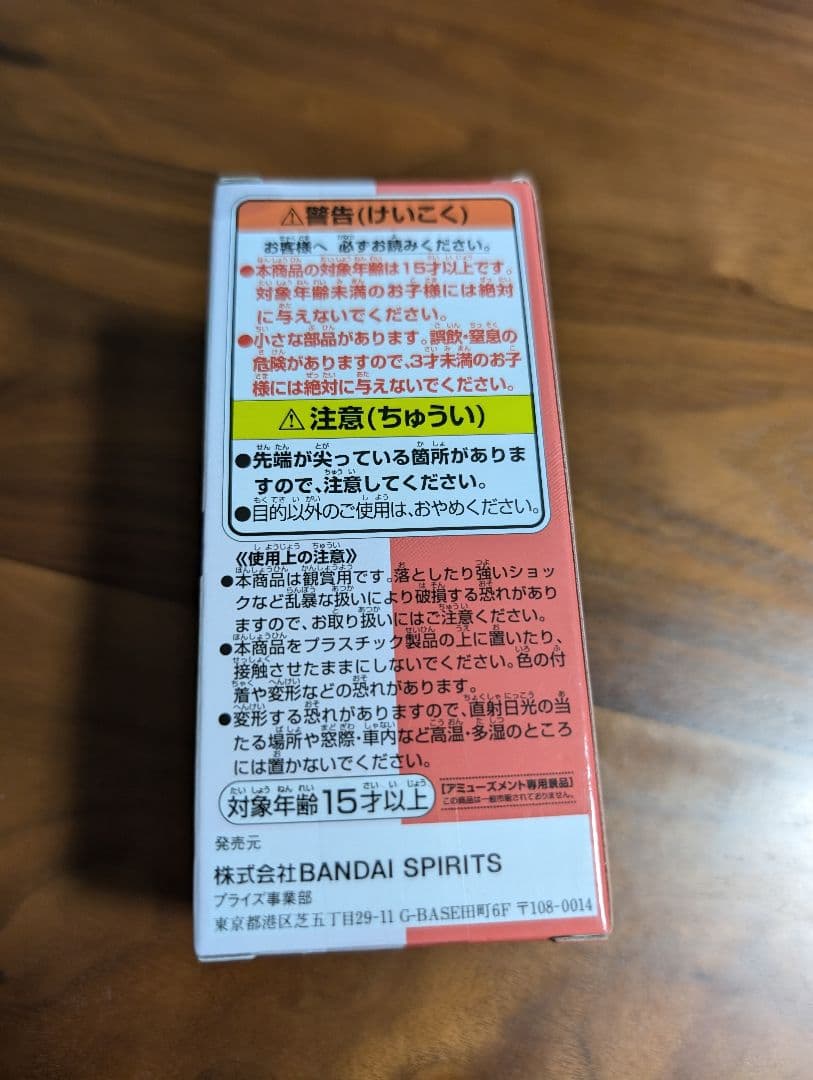 ⚠警告(けいこく)
お客様へ 必ずお読みください。
●本商品の対象年齢は15才以上です。
対象年齢未満のお子様には絶対
に与えないでください。
●小さな部品があります。誤飲・窒息の
危険がありますので、3才未満のお子
様には絶対に与えないでください。
⚠注意(ちゅうい)
●先端が尖っている箇所がありま
すので、注意してください。
●目的以外のご使用は、おやめください。
《使用上の注意》
●本商品は観賞用です。落としたり強いショッ
クなど乱暴な扱いにより破損する恐れがあり
ますので、お取り扱いにはご注意ください。
●本商品をプラスチック製品の上に置いたり、
接触させたままにしないでください。色の付
着や変形などの恐れがあります。
●変形する恐れがありますので、直射日光の当
たる場所や窓際・車内など高温・多湿のところ
には置かないでください。
対象年齢15才以上
[アミューズメント専用景品]
この商品は一般市販されておりません。
発売元
株式会社BANDAI SPIRITS
プライズ事業部
東京都港区芝五丁目29-11 G-BASE田町6F 〒108-0014